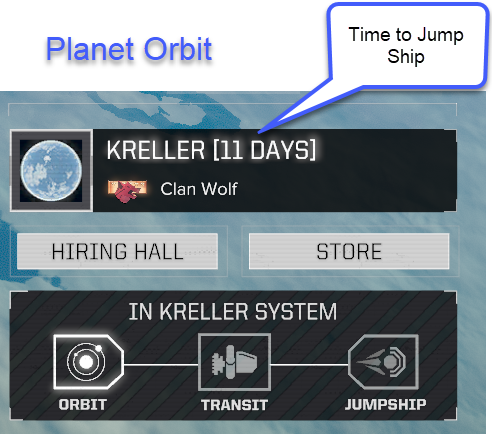 Planet Orbit
Time to Jump
Ship
KRELLER [11 DAYS]
Clan Wolf
HIRING HALL
STORE
IN KRELLER SYSTEM
ORBIT
TRANSIT
JUMPSHIP